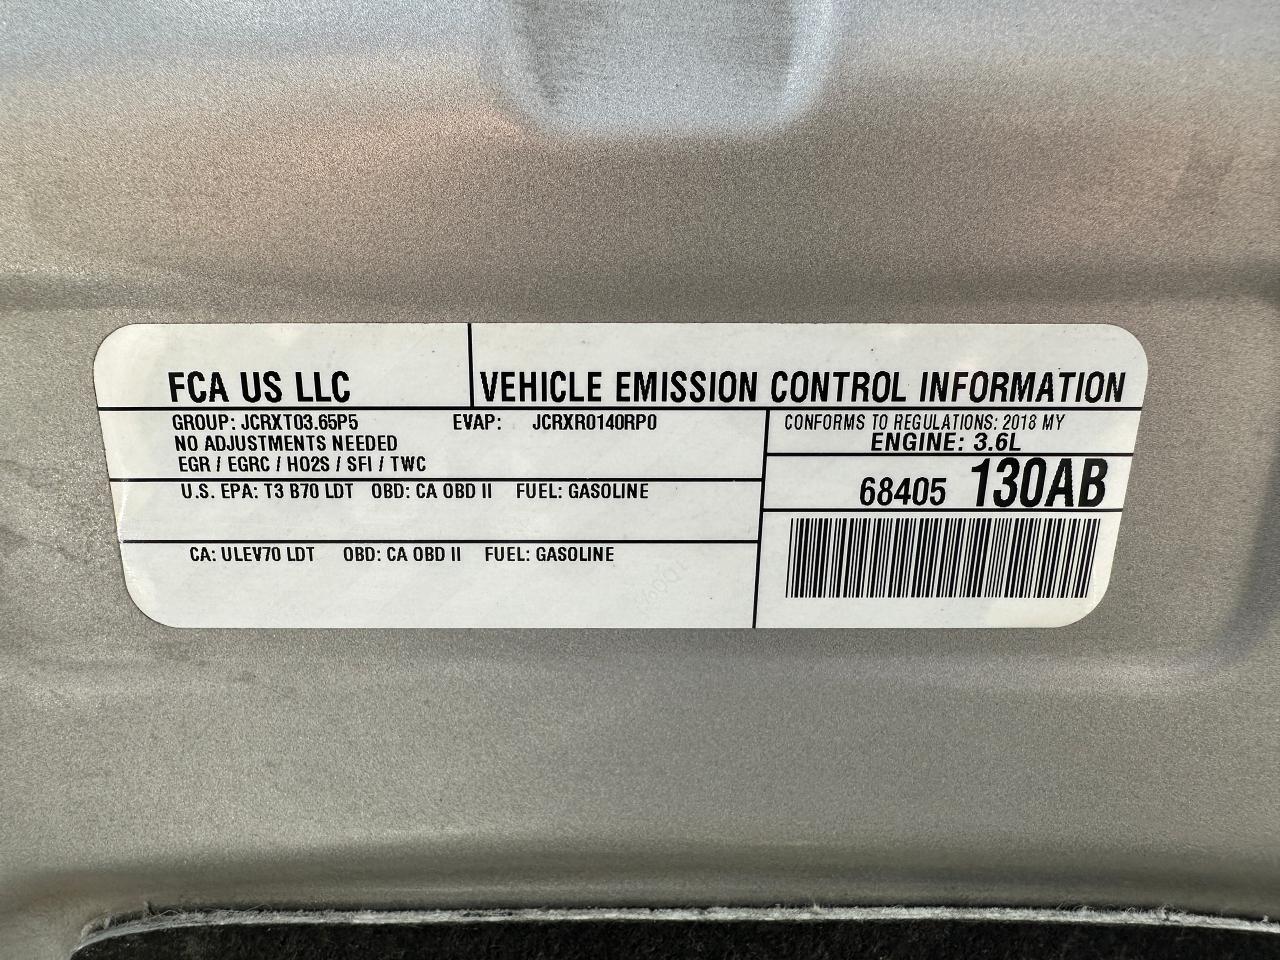 FCA US LLC
VEHICLE EMISSION CONTROL INFORMATION
GROUP: JCRXT03.65P5 EVAP: JCRXR0140RP0
NO ADJUSTMENTS NEEDED
EGR / EGRC / HO2S / SFI / TWC
U.S. EPA: T3 B70 LDT OBD: CA OBD II FUEL: GASOLINE
CA: ULEV70 LDT OBD: CA OBD II FUEL: GASOLINE
CONFORMS TO REGULATIONS: 2018 MY
ENGINE: 3.6L
68405 130AB